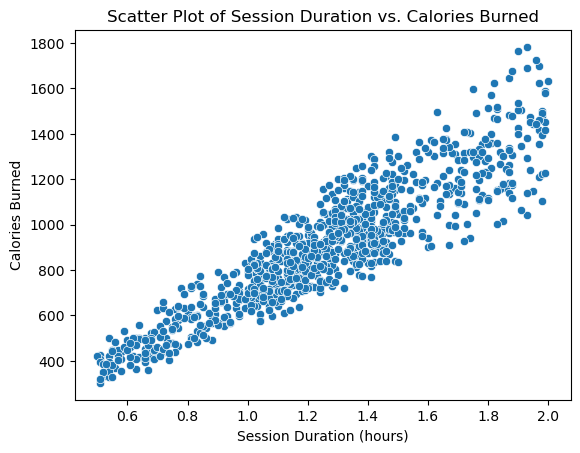 Scatter Plot of Session Duration vs. Calories Burned
1800
1600
1400
1200
1000
800
600
400
Calories Burned
0.6 0.8 1.0 1.2 1.4 1.6 1.8 2.0
Session Duration (hours)